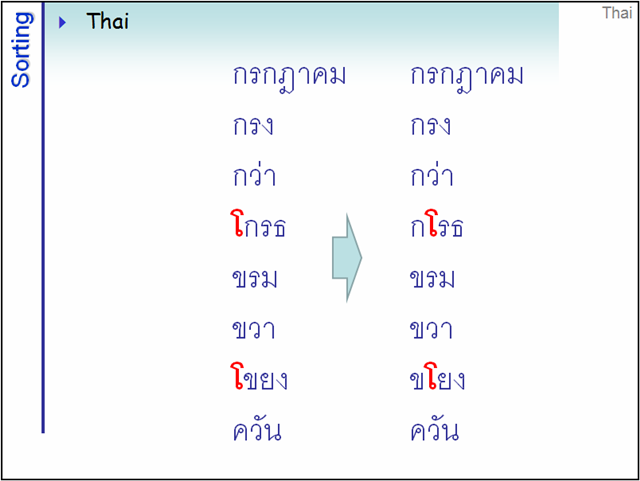 Thai
Sorting
Thai
กรกฎาคม กรกฎาคม
กรง กรง
กว่า กว่า
โกรธ กโรธ
ขรม ขรม
ขวา ขวา
โขยง ขโยง
ควัน ควัน